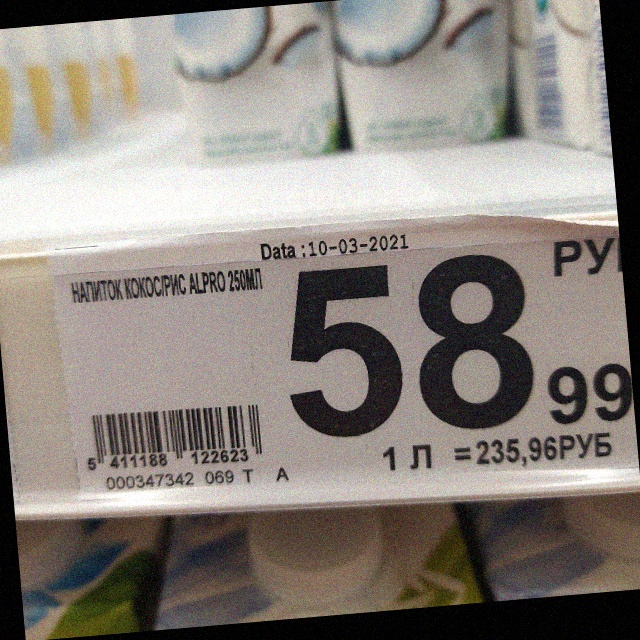 Data :10-03-2021
НАПИТОК КОКОС/РИС ALPRO 250МЛ
58 99
1 Л =235,96РУБ
5 411188 122623
000347342 069 Т А